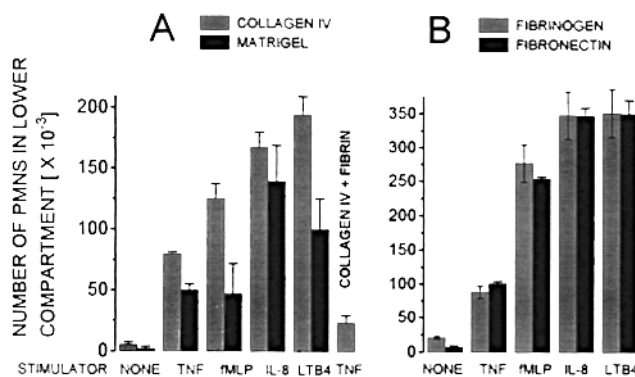 A
COLLAGEN IV
MATRIGEL
NUMBER OF PMNS IN LOWER
COMPARTMENT [ X 10-3]
200
150
100
50
0
COLLAGEN IV + FIBRIN
STIMULATOR NONE TNF fMLP IL-8 LTB4 TNF
B
FIBRINOGEN
FIBRONECTIN
350
300
250
200
150
100
50
0
NONE TNF fMLP IL-8 LTB4